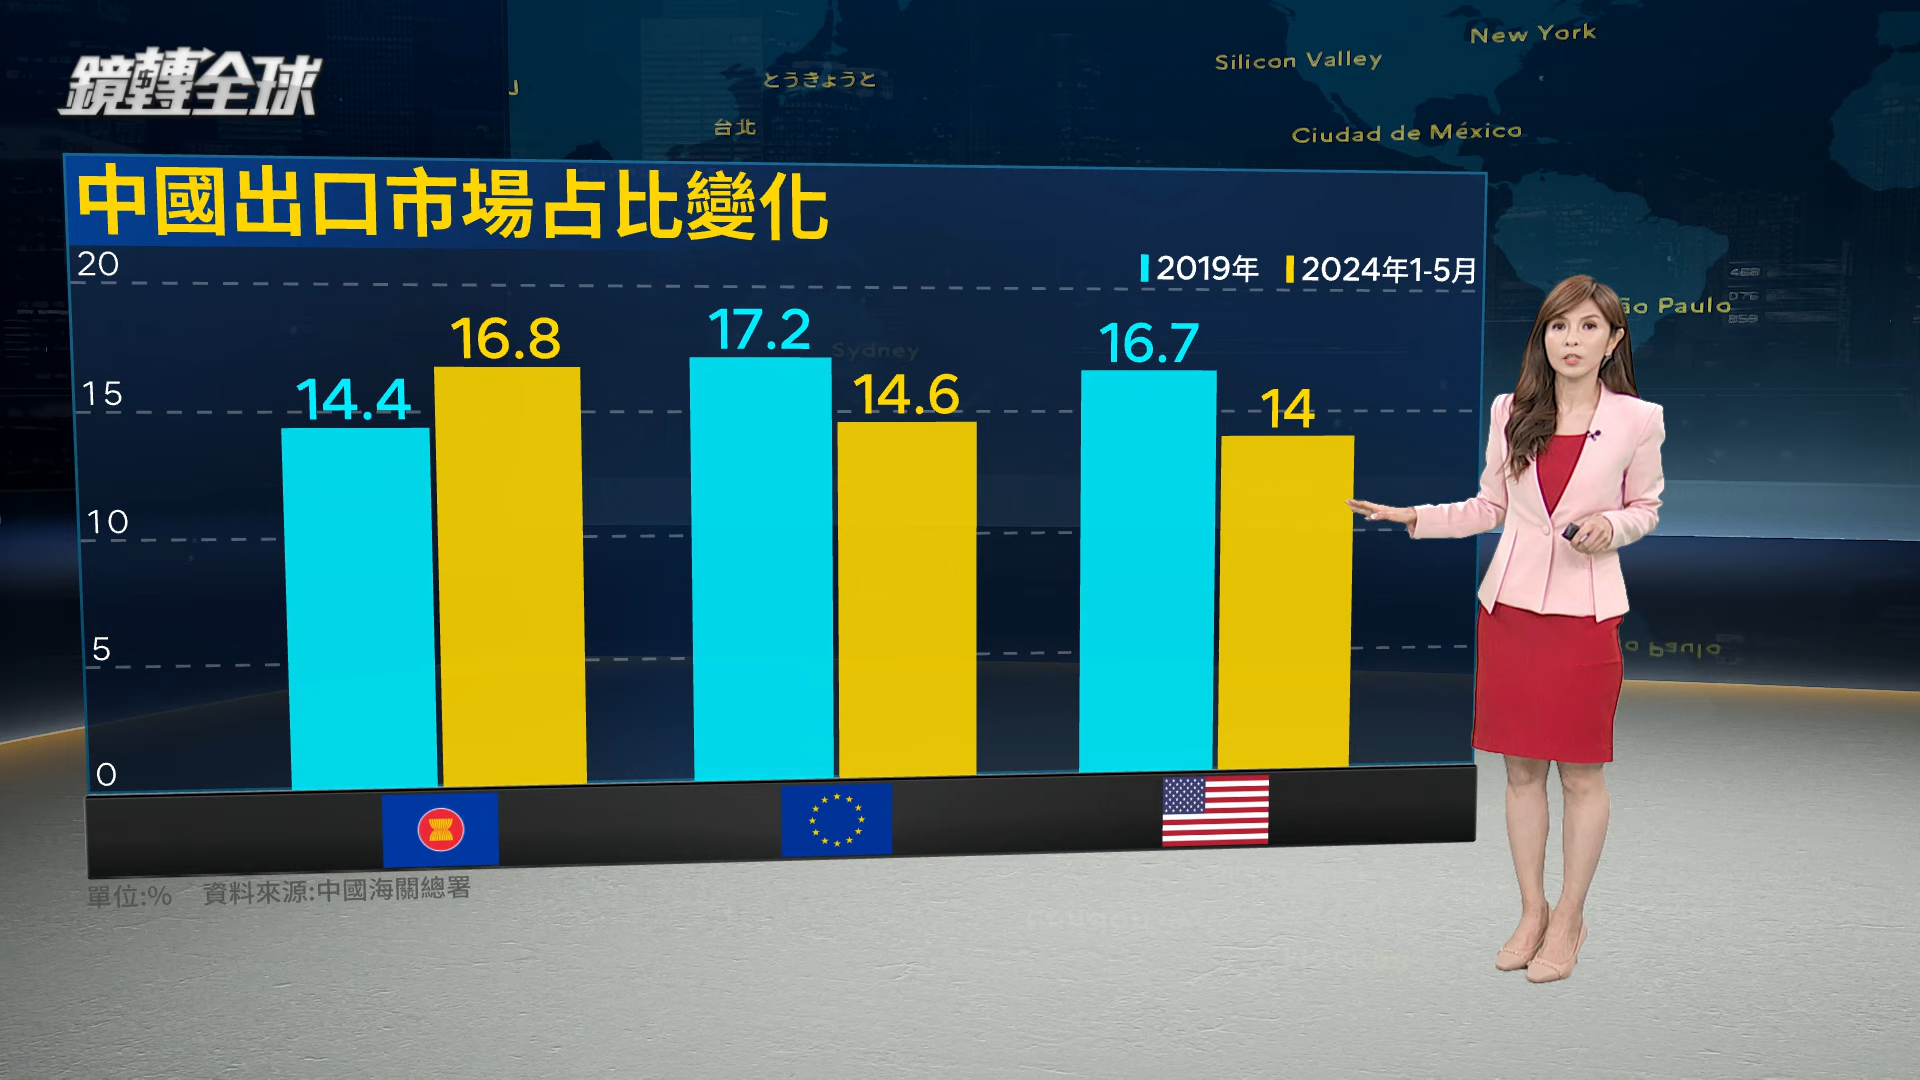 鏡轉全球
New York
Silicon Valley
とうきょうと
台北
Ciudad de México
中國出口市場占比變化
2019年 2024年1-5月
20
15
10
5
0
14.4
16.8
17.2
14.6
16.7
14
Sydney
ão Paulo
單位:% 資料來源:中國海關總署